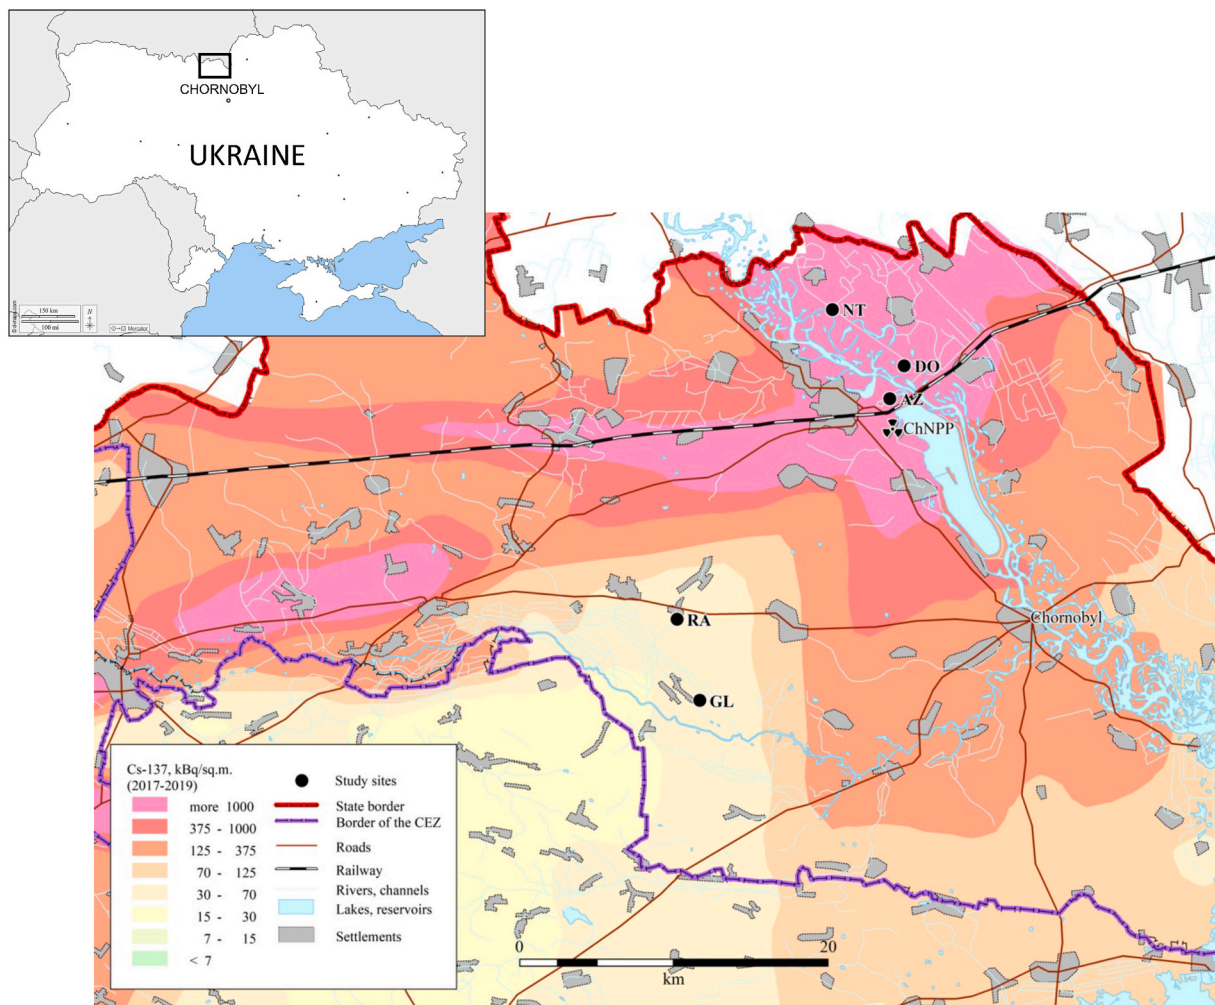 CHORNOBYL
UKRAINE
150 km
100 mi
N
Mercator
© d-maps.com
NT
DO
AZ
ChNPP
RA
Chornobyl
GL
Cs-137, kBq/sq.m.
(2017-2019)
more 1000
375 - 1000
125 - 375
70 - 125
30 - 70
15 - 30
7 - 15
< 7
Study sites
State border
Border of the CEZ
Roads
Railway
Rivers, channels
Lakes, reservoirs
Settlements
0 20
km